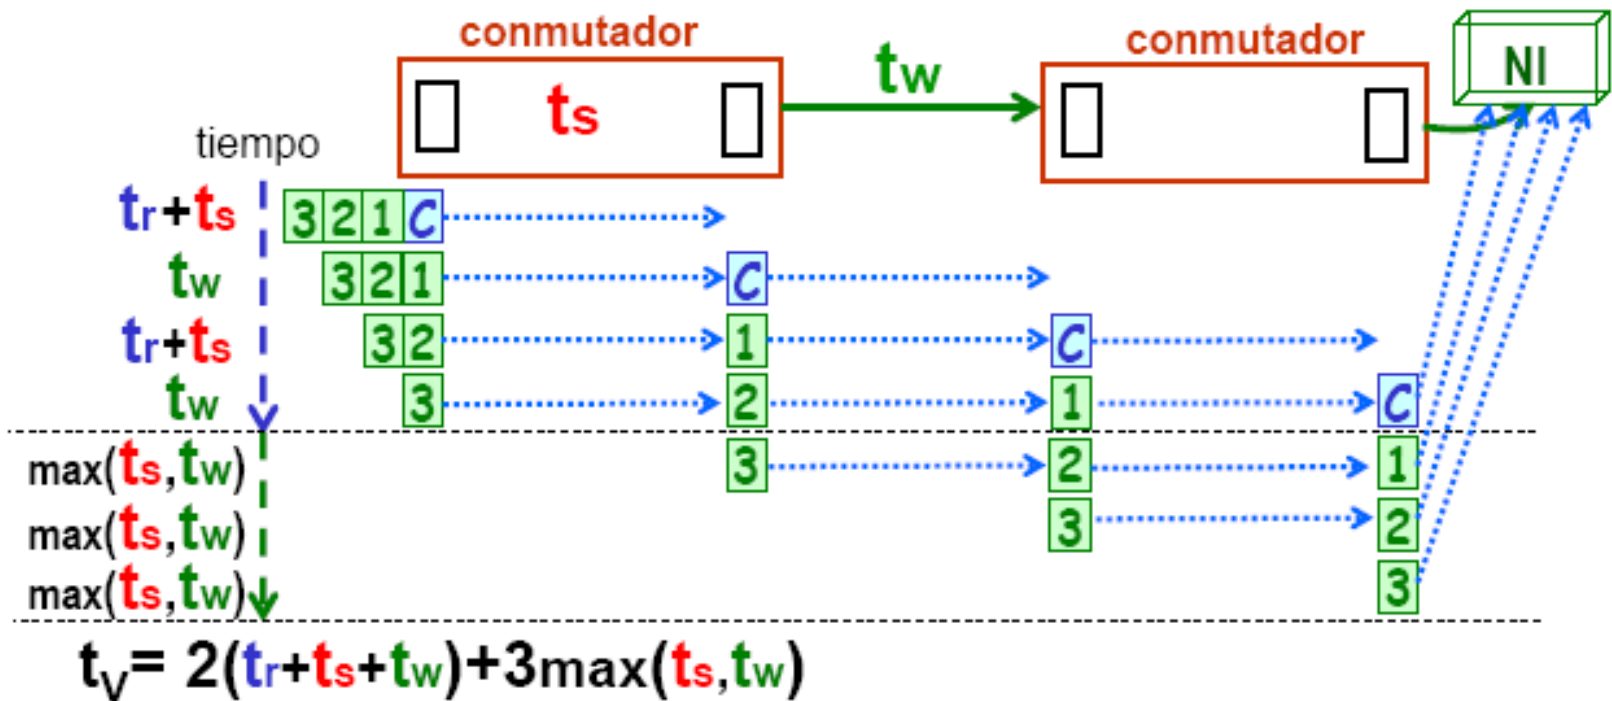 conmutador
conmutador
NI
ts
tw
tiempo
tr+ts 3 2 1 C
tw 3 2 1 C
tr+ts 3 2 1 C
tw 3 2 1 C
max(ts,tw) 3 2 1
max(ts,tw) 3 2
max(ts,tw) 3
tv= 2(tr+ts+tw)+3max(ts,tw)